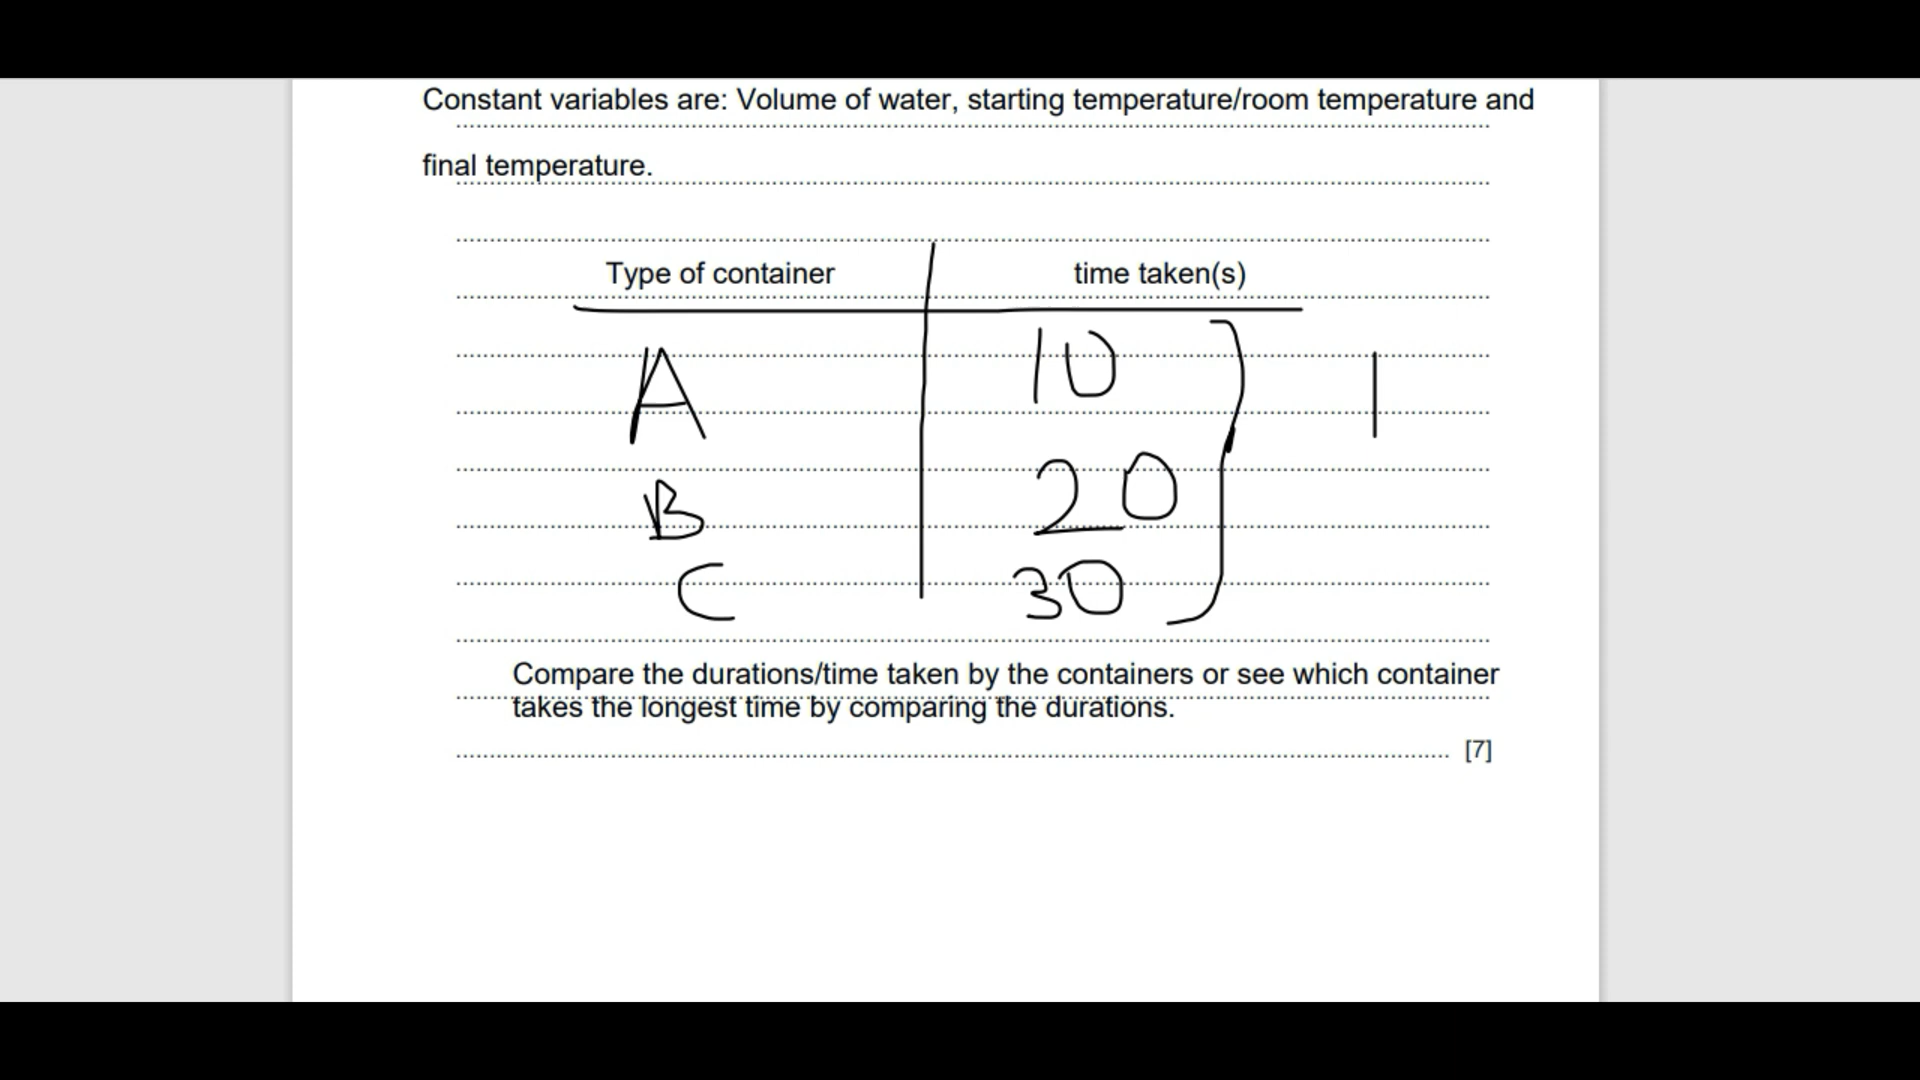 Constant variables are: Volume of water, starting temperature/room temperature and
final temperature.
Type of container time taken(s)
A 10 1
B 20
C 30
Compare the durations/time taken by the containers or see which container
takes the longest time by comparing the durations.
[7]